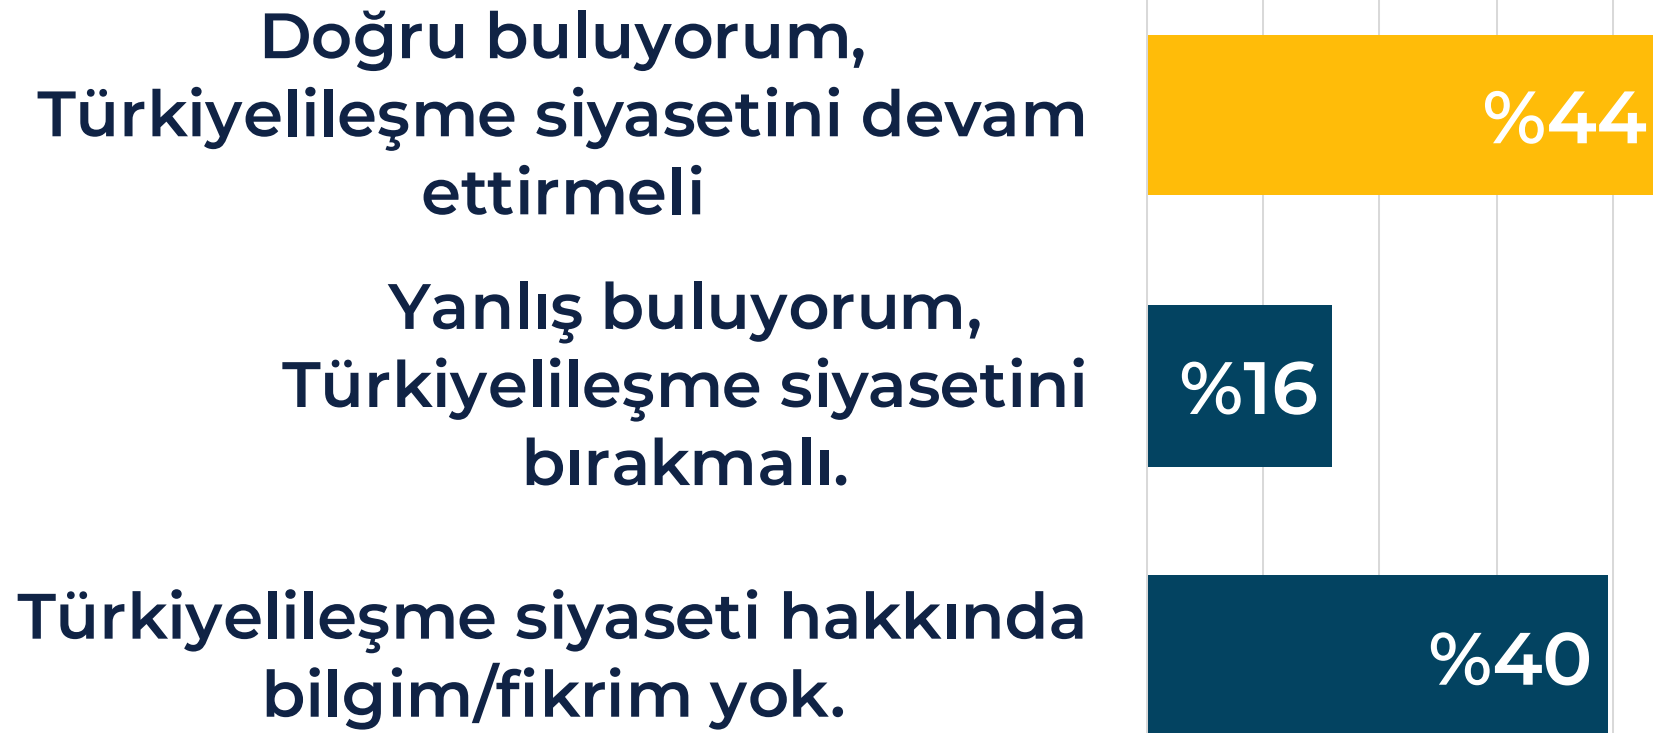 Doğru buluyorum,
Türkiyelileşme siyasetini devam
ettirmeli
%44
Yanlış buluyorum,
Türkiyelileşme siyasetini
bırakmalı.
%16
Türkiyelileşme siyaseti hakkında
bilgim/fikrim yok.
%40